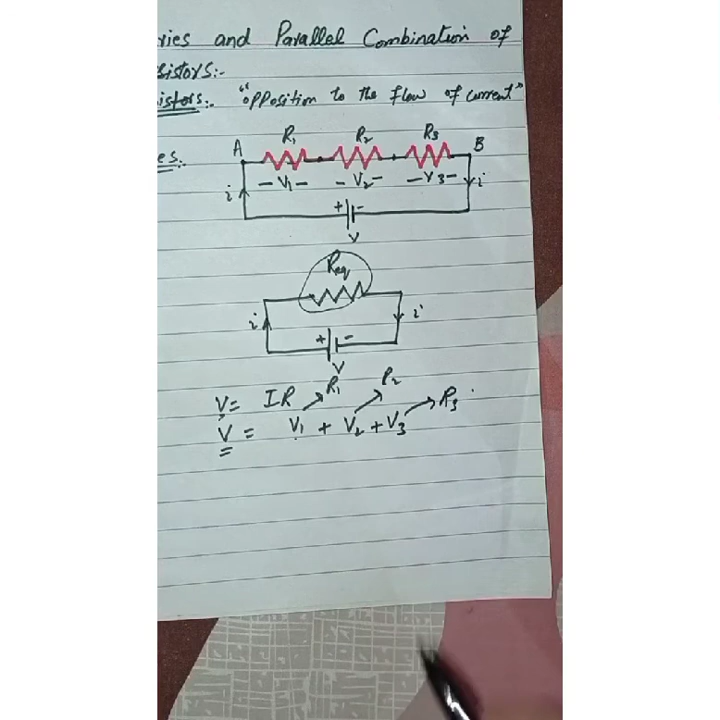 ries and Parallel Combination of
sistors:-
istors:- "opposition to the flow of current"
es:-
R₁ R₂ R₃
A B
i -V₁- -V₂- -V₃- i
+ -
V
Req
i i
+ -
V
R₁ R₂
V = IR R₃
V = V₁ + V₂ + V₃